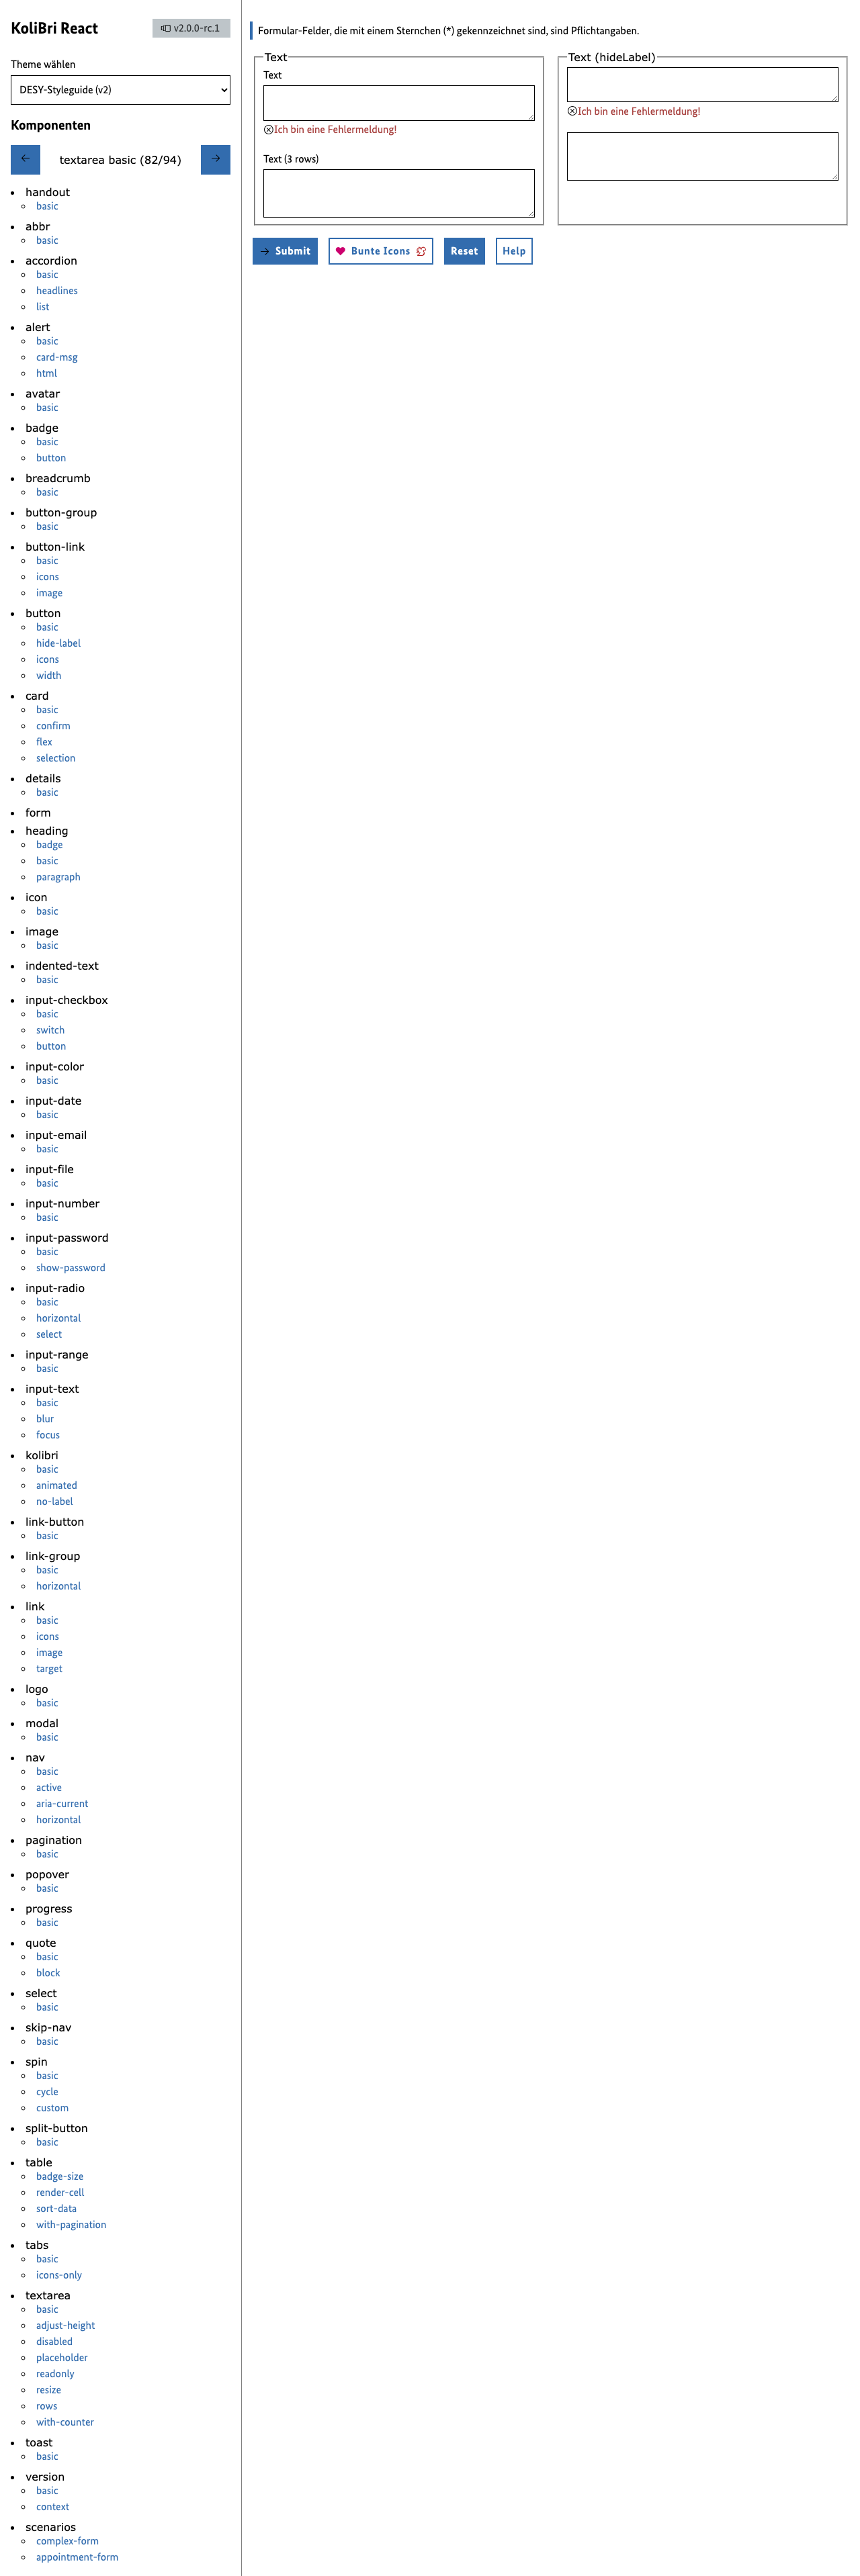 KoliBri React
v2.0.0-rc.1
Theme wählen
DESY-Styleguide (v2)
Komponenten
← textarea basic (82/94) →
handout
basic
abbr
basic
accordion
basic
headlines
list
alert
basic
card-msg
html
avatar
basic
badge
basic
button
breadcrumb
basic
button-group
basic
button-link
basic
icons
image
button
basic
hide-label
icons
width
card
basic
confirm
flex
selection
details
basic
form
heading
badge
basic
paragraph
icon
basic
image
basic
indented-text
basic
input-checkbox
basic
switch
button
input-color
basic
input-date
basic
input-email
basic
input-file
basic
input-number
basic
input-password
basic
show-password
input-radio
basic
horizontal
select
input-range
basic
input-text
basic
blur
focus
kolibri
basic
animated
no-label
link-button
basic
link-group
basic
horizontal
link
basic
icons
image
target
logo
basic
modal
basic
nav
basic
active
aria-current
horizontal
pagination
basic
popover
basic
progress
basic
quote
basic
block
select
basic
skip-nav
basic
spin
basic
cycle
custom
split-button
basic
table
badge-size
render-cell
sort-data
with-pagination
tabs
basic
icons-only
textarea
basic
adjust-height
disabled
placeholder
readonly
resize
rows
with-counter
toast
basic
version
basic
context
scenarios
complex-form
appointment-form
Formular-Felder, die mit einem Sternchen (*) gekennzeichnet sind, sind Pflichtangaben.
Text
Text
Ich bin eine Fehlermeldung!
Text (3 rows)
Text (hideLabel)
Ich bin eine Fehlermeldung!
→ Submit
Bunte Icons
Reset
Help